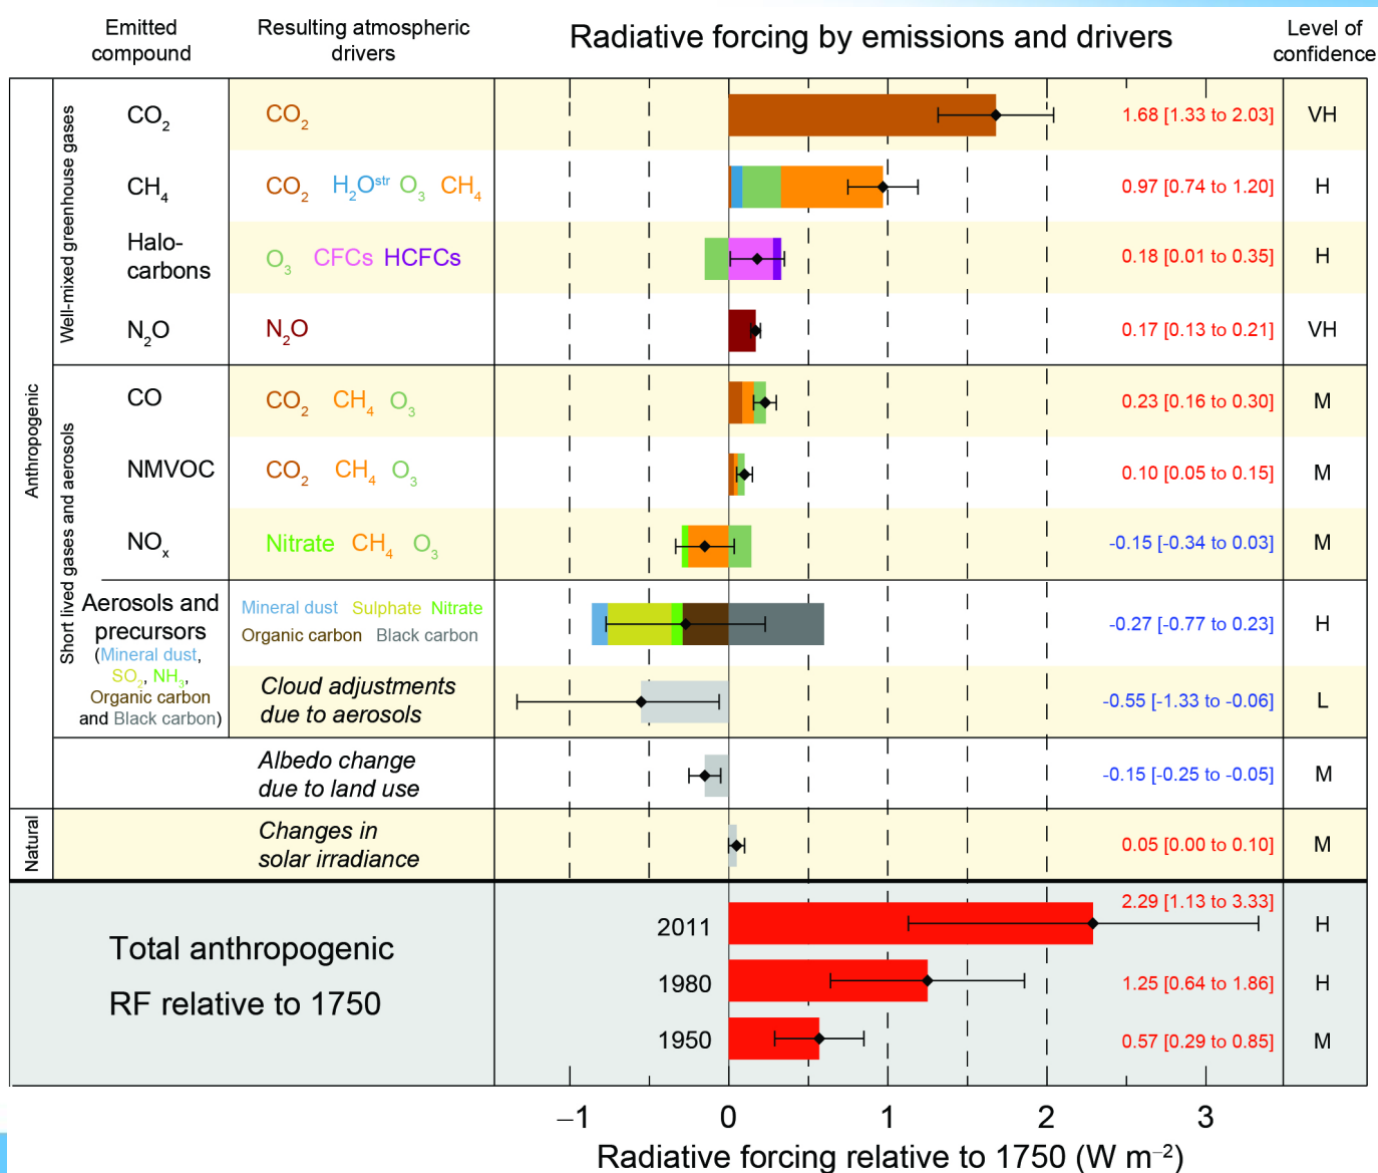 Emitted compound
Resulting atmospheric drivers
Radiative forcing by emissions and drivers
Level of confidence
Anthropogenic
Well-mixed greenhouse gases
CO2
CO2
1.68 [1.33 to 2.03]
VH
CH4
CO2 H2Ostr O3 CH4
0.97 [0.74 to 1.20]
H
Halo-
carbons
O3 CFCs HCFCs
0.18 [0.01 to 0.35]
H
N2O
N2O
0.17 [0.13 to 0.21]
VH
Short lived gases and aerosols
CO
CO2 CH4 O3
0.23 [0.16 to 0.30]
M
NMVOC
CO2 CH4 O3
0.10 [0.05 to 0.15]
M
NOx
Nitrate CH4 O3
-0.15 [-0.34 to 0.03]
M
Aerosols and
precursors
(Mineral dust,
SO2, NH3,
Organic carbon
and Black carbon)
Mineral dust Sulphate Nitrate
Organic carbon Black carbon
-0.27 [-0.77 to 0.23]
H
Cloud adjustments
due to aerosols
-0.55 [-1.33 to -0.06]
L
Albedo change
due to land use
-0.15 [-0.25 to -0.05]
M
Natural
Changes in
solar irradiance
0.05 [0.00 to 0.10]
M
Total anthropogenic
RF relative to 1750
2011
2.29 [1.13 to 3.33]
H
1980
1.25 [0.64 to 1.86]
H
1950
0.57 [0.29 to 0.85]
M
−1 0 1 2 3
Radiative forcing relative to 1750 (W m−2)